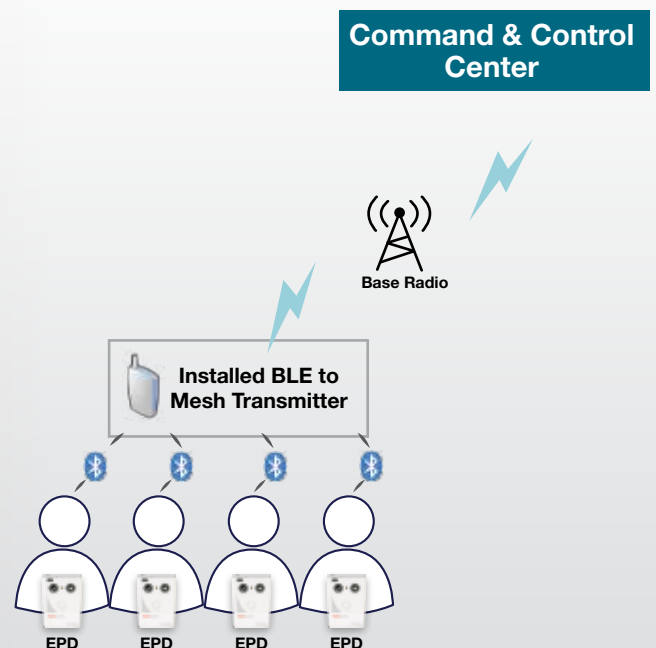 Command & Control
Center
Base Radio
Installed BLE to
Mesh Transmitter
EPD EPD EPD EPD